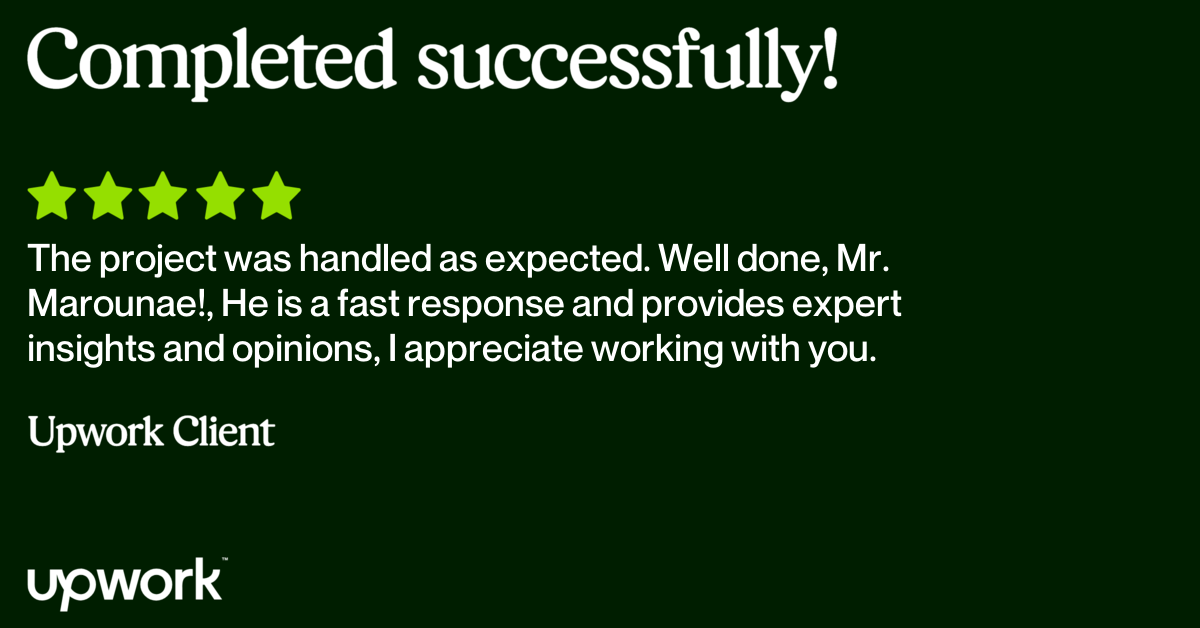 Completed successfully!
The project was handled as expected. Well done, Mr.
Marounae!, He is a fast response and provides expert
insights and opinions, I appreciate working with you.
Upwork Client
upwork™